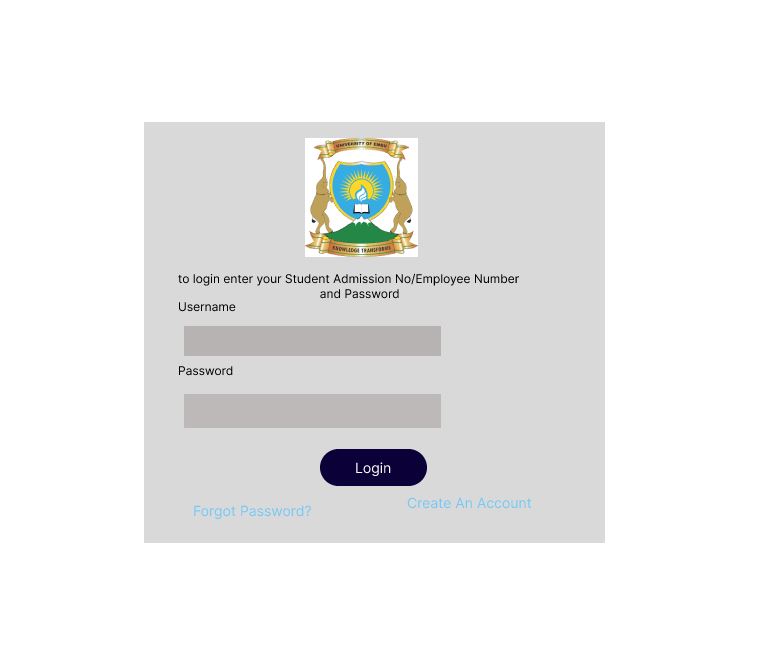 UNIVERSITY OF EMBU
KNOWLEDGE TRANSFORMS
to login enter your Student Admission No/Employee Number
and Password
Username
Password
Login
Create An Account
Forgot Password?